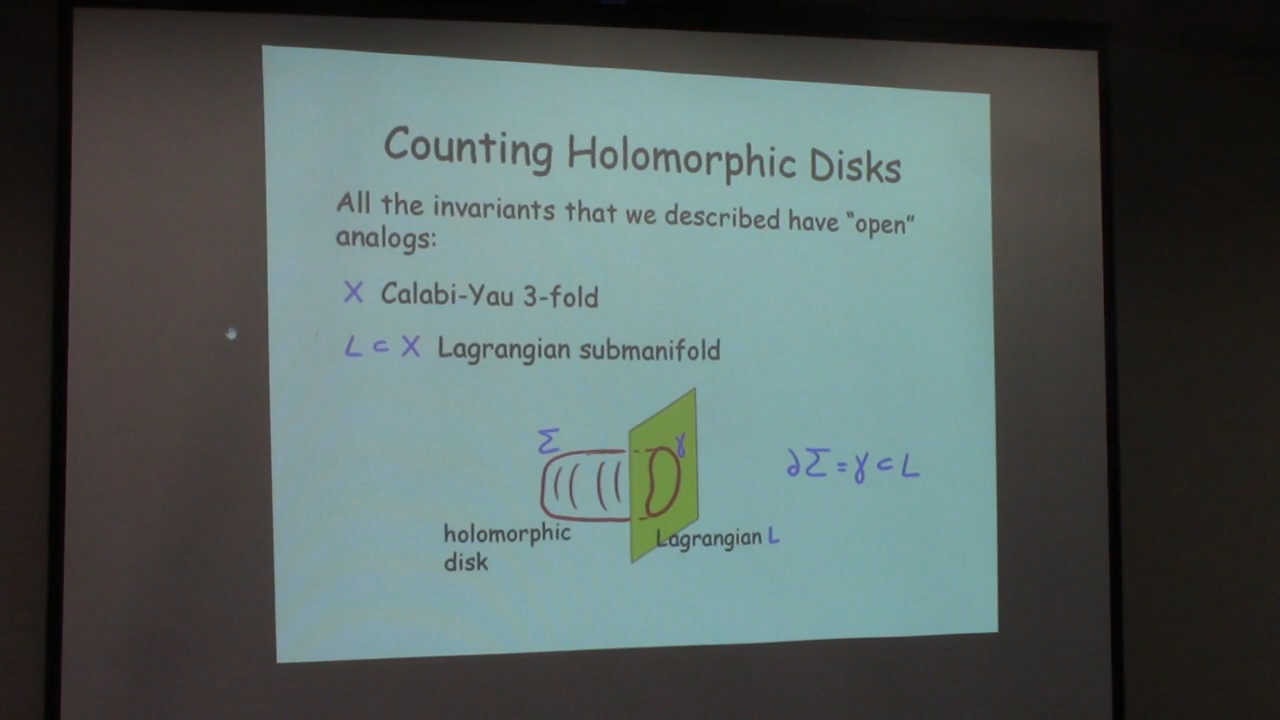 Counting Holomorphic Disks
All the invariants that we described have “open”
analogs:
X Calabi-Yau 3-fold
L ⊂ X Lagrangian submanifold
Σ
γ
∂Σ = γ ⊂ L
holomorphic
disk
Lagrangian L